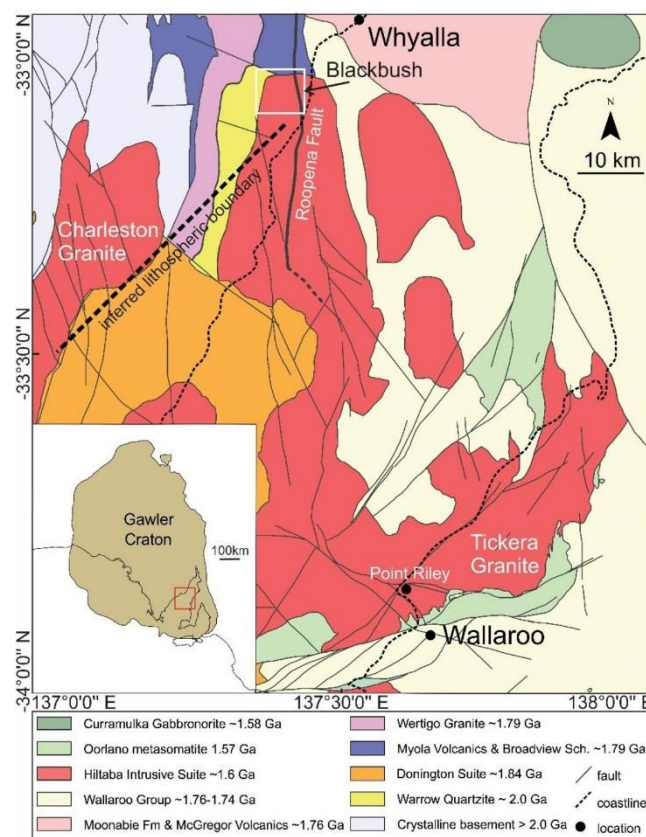 -33°0'0" N
Whyalla
Blackbush
N
10 km
Roopena Fault
Charleston
Granite
inferred lithospheric boundary
-33°30'0" N
Gawler
Craton
100km
Tickera
Granite
Point Riley
Wallaroo
-34°0'0" N
137°0'0" E
137°30'0" E
138°0'0" E
Curramulka Gabbronorite ~1.58 Ga
Oorlano metasomatite 1.57 Ga
Hiltaba Intrusive Suite ~1.6 Ga
Wallaroo Group ~1.76-1.74 Ga
Moonabie Fm & McGregor Volcanics ~1.76 Ga
Wertigo Granite ~1.79 Ga
Myola Volcanics & Broadview Sch. ~1.79 Ga
Donington Suite ~1.84 Ga
Warrow Quartzite ~ 2.0 Ga
Crystalline basement > 2.0 Ga
fault
coastline
location